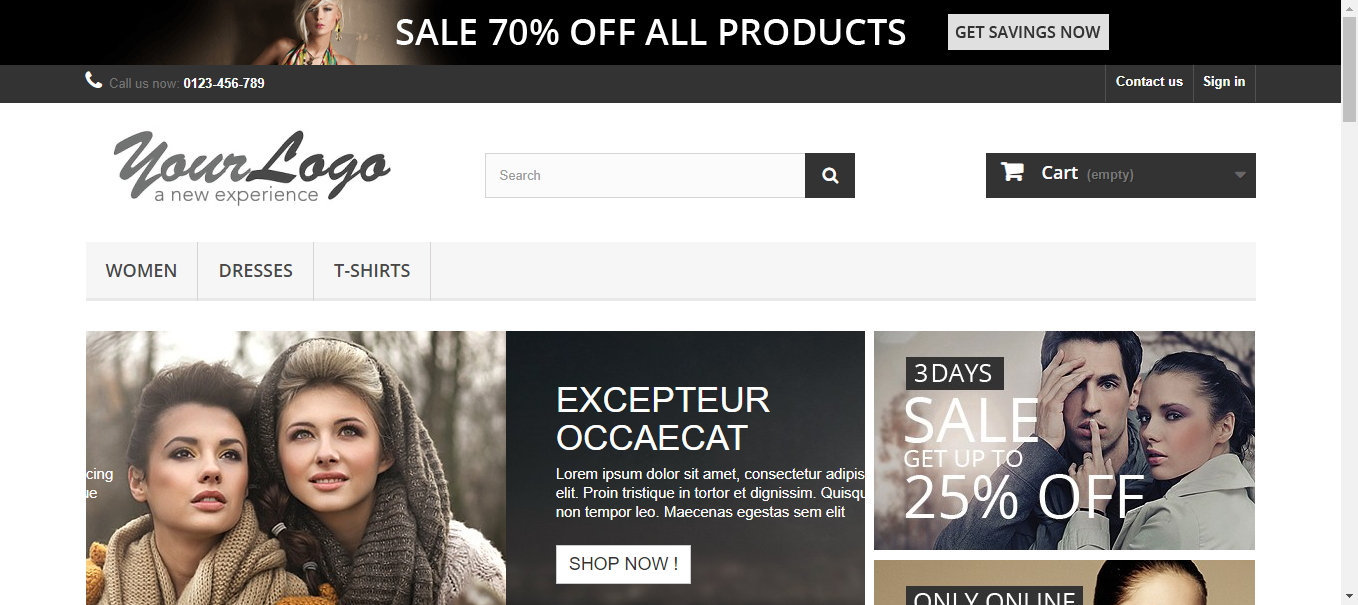 SALE 70% OFF ALL PRODUCTS
GET SAVINGS NOW
Call us now: 0123-456-789
Contact us
Sign in
YourLogo
a new experience
Search
Cart (empty)
WOMEN
DRESSES
T-SHIRTS
cing
ue
EXCEPTEUR
OCCAECAT
Lorem ipsum dolor sit amet, consectetur adipis
elit. Proin tristique in tortor et dignissim. Quisqu
non tempor leo. Maecenas egestas sem elit
SHOP NOW !
3DAYS
SALE
GET UP TO
25% OFF
ONLY ONLINE